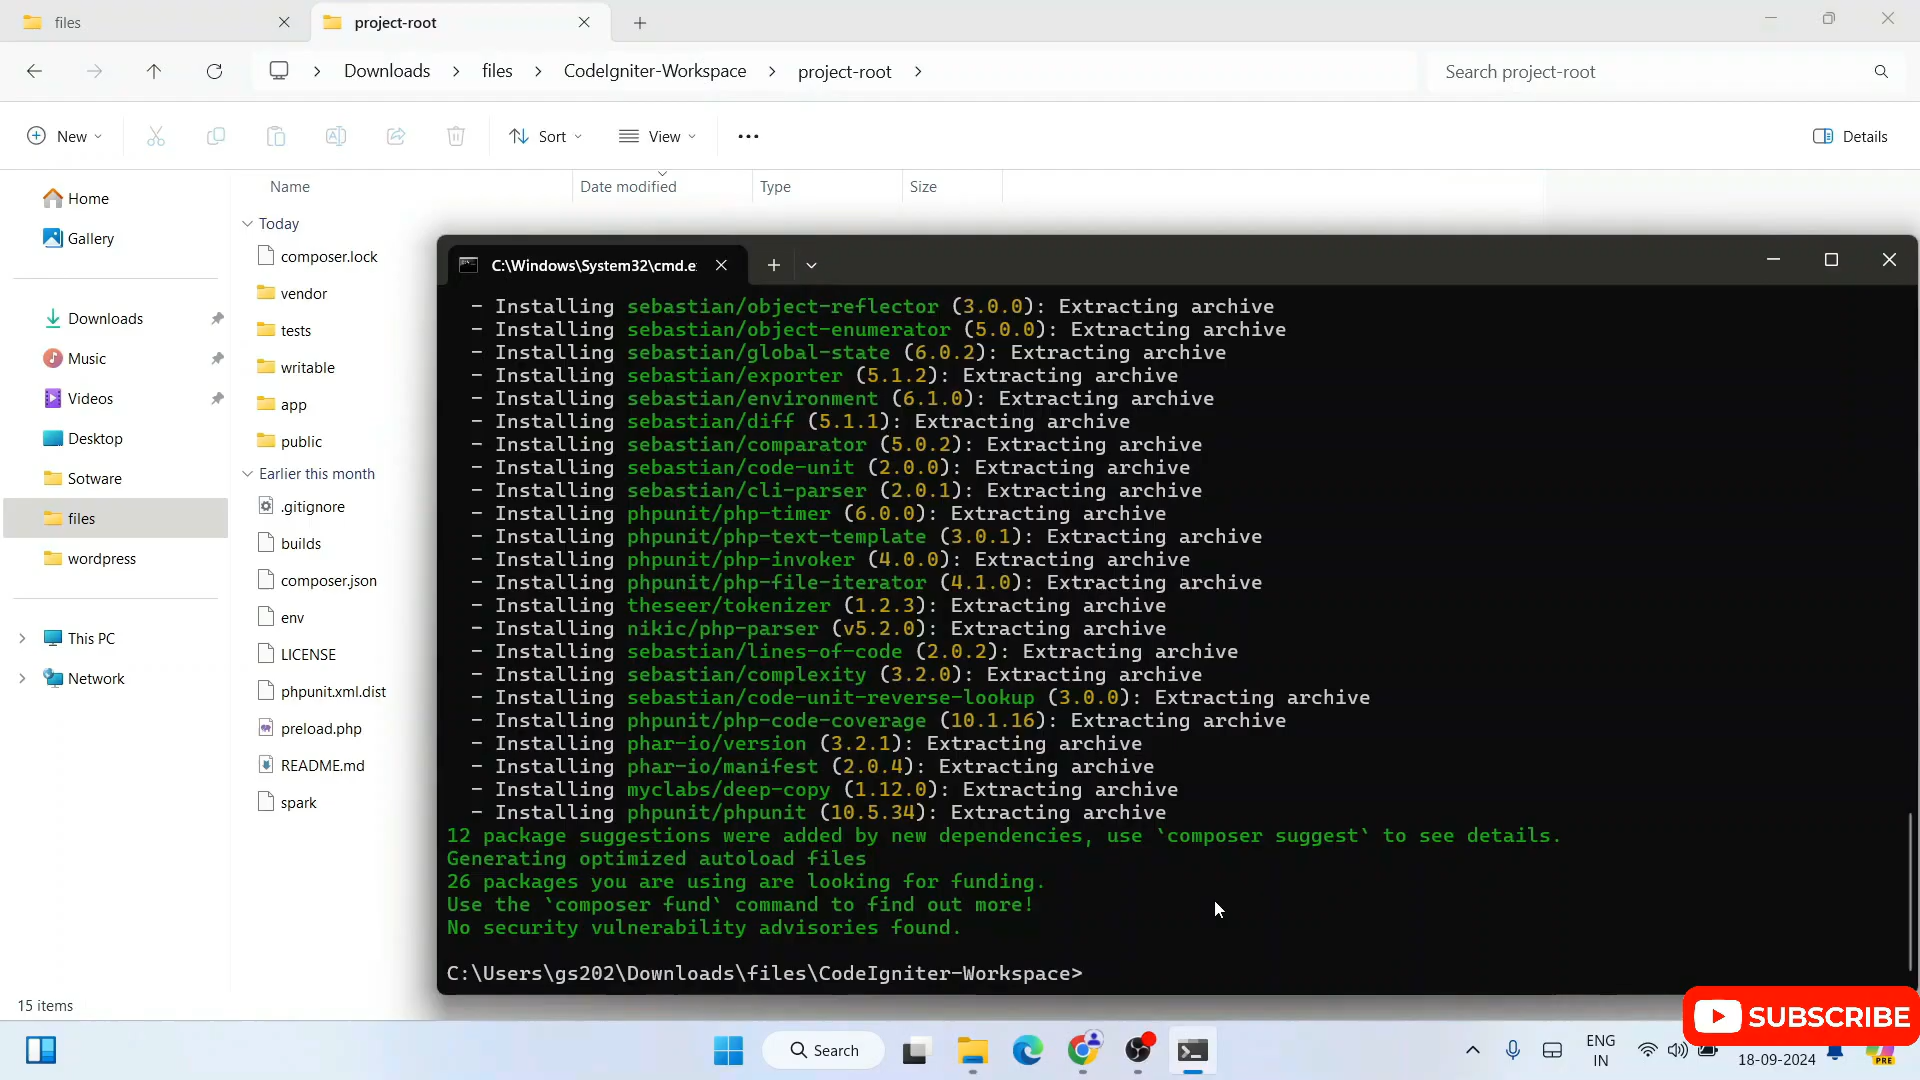 files
project-root
Downloads
files
CodeIgniter-Workspace
project-root
Search project-root
New
Sort
View
Details
Name
Date modified
Type
Size
Home
Gallery
Downloads
Music
Videos
Desktop
Sotware
files
wordpress
This PC
Network
Today
composer.lock
vendor
tests
writable
app
public
Earlier this month
.gitignore
builds
composer.json
env
LICENSE
phpunit.xml.dist
preload.php
README.md
spark
15 items
C:\Windows\System32\cmd.e
- Installing sebastian/object-reflector (3.0.0): Extracting archive
- Installing sebastian/object-enumerator (5.0.0): Extracting archive
- Installing sebastian/global-state (6.0.2): Extracting archive
- Installing sebastian/exporter (5.1.2): Extracting archive
- Installing sebastian/environment (6.1.0): Extracting archive
- Installing sebastian/diff (5.1.1): Extracting archive
- Installing sebastian/comparator (5.0.2): Extracting archive
- Installing sebastian/code-unit (2.0.0): Extracting archive
- Installing sebastian/cli-parser (2.0.1): Extracting archive
- Installing phpunit/php-timer (6.0.0): Extracting archive
- Installing phpunit/php-text-template (3.0.1): Extracting archive
- Installing phpunit/php-invoker (4.0.0): Extracting archive
- Installing phpunit/php-file-iterator (4.1.0): Extracting archive
- Installing theseer/tokenizer (1.2.3): Extracting archive
- Installing nikic/php-parser (v5.2.0): Extracting archive
- Installing sebastian/lines-of-code (2.0.2): Extracting archive
- Installing sebastian/complexity (3.2.0): Extracting archive
- Installing sebastian/code-unit-reverse-lookup (3.0.0): Extracting archive
- Installing phpunit/php-code-coverage (10.1.16): Extracting archive
- Installing phar-io/version (3.2.1): Extracting archive
- Installing phar-io/manifest (2.0.4): Extracting archive
- Installing myclabs/deep-copy (1.12.0): Extracting archive
- Installing phpunit/phpunit (10.5.34): Extracting archive
12 package suggestions were added by new dependencies, use `composer suggest` to see details.
Generating optimized autoload files
26 packages you are using are looking for funding.
Use the `composer fund` command to find out more!
No security vulnerability advisories found.
C:\Users\gs202\Downloads\files\CodeIgniter-Workspace>
SUBSCRIBE
Search
ENG
IN
18-09-2024
PRE